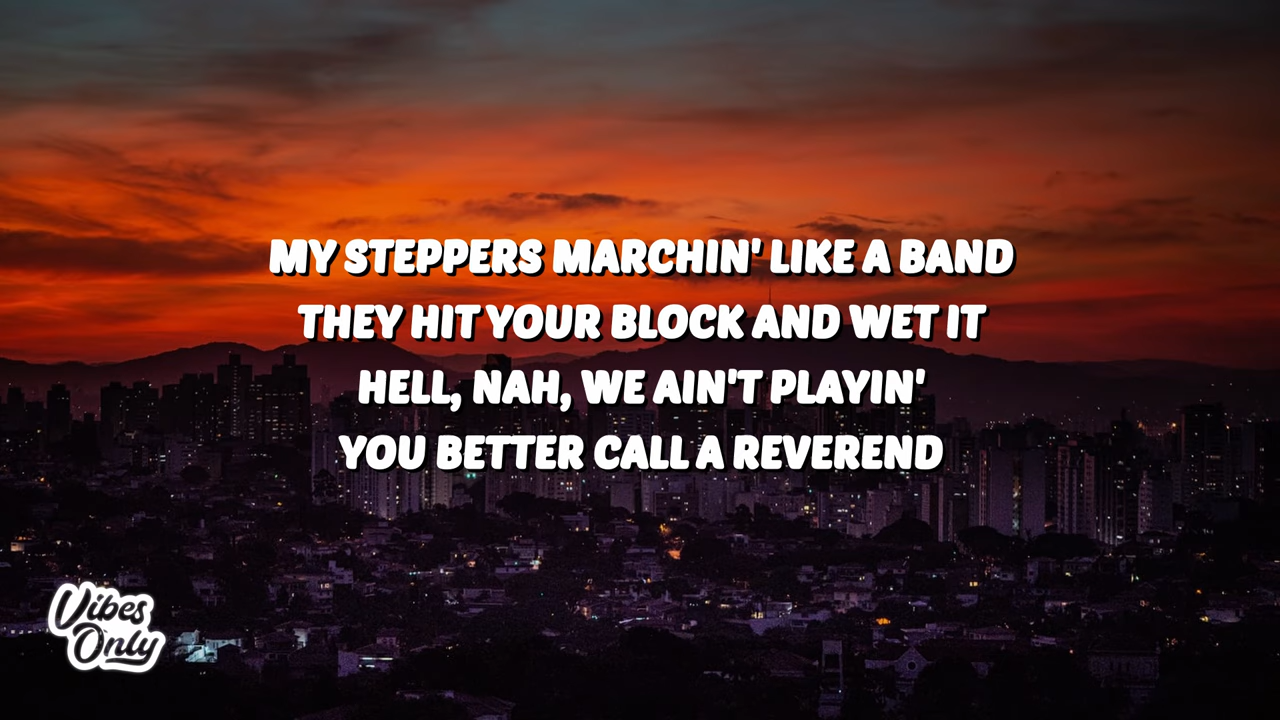 MY STEPPERS MARCHIN' LIKE A BAND
THEY HIT YOUR BLOCK AND WET IT
HELL, NAH, WE AIN'T PLAYIN'
YOU BETTER CALL A REVEREND
Vibes
Only